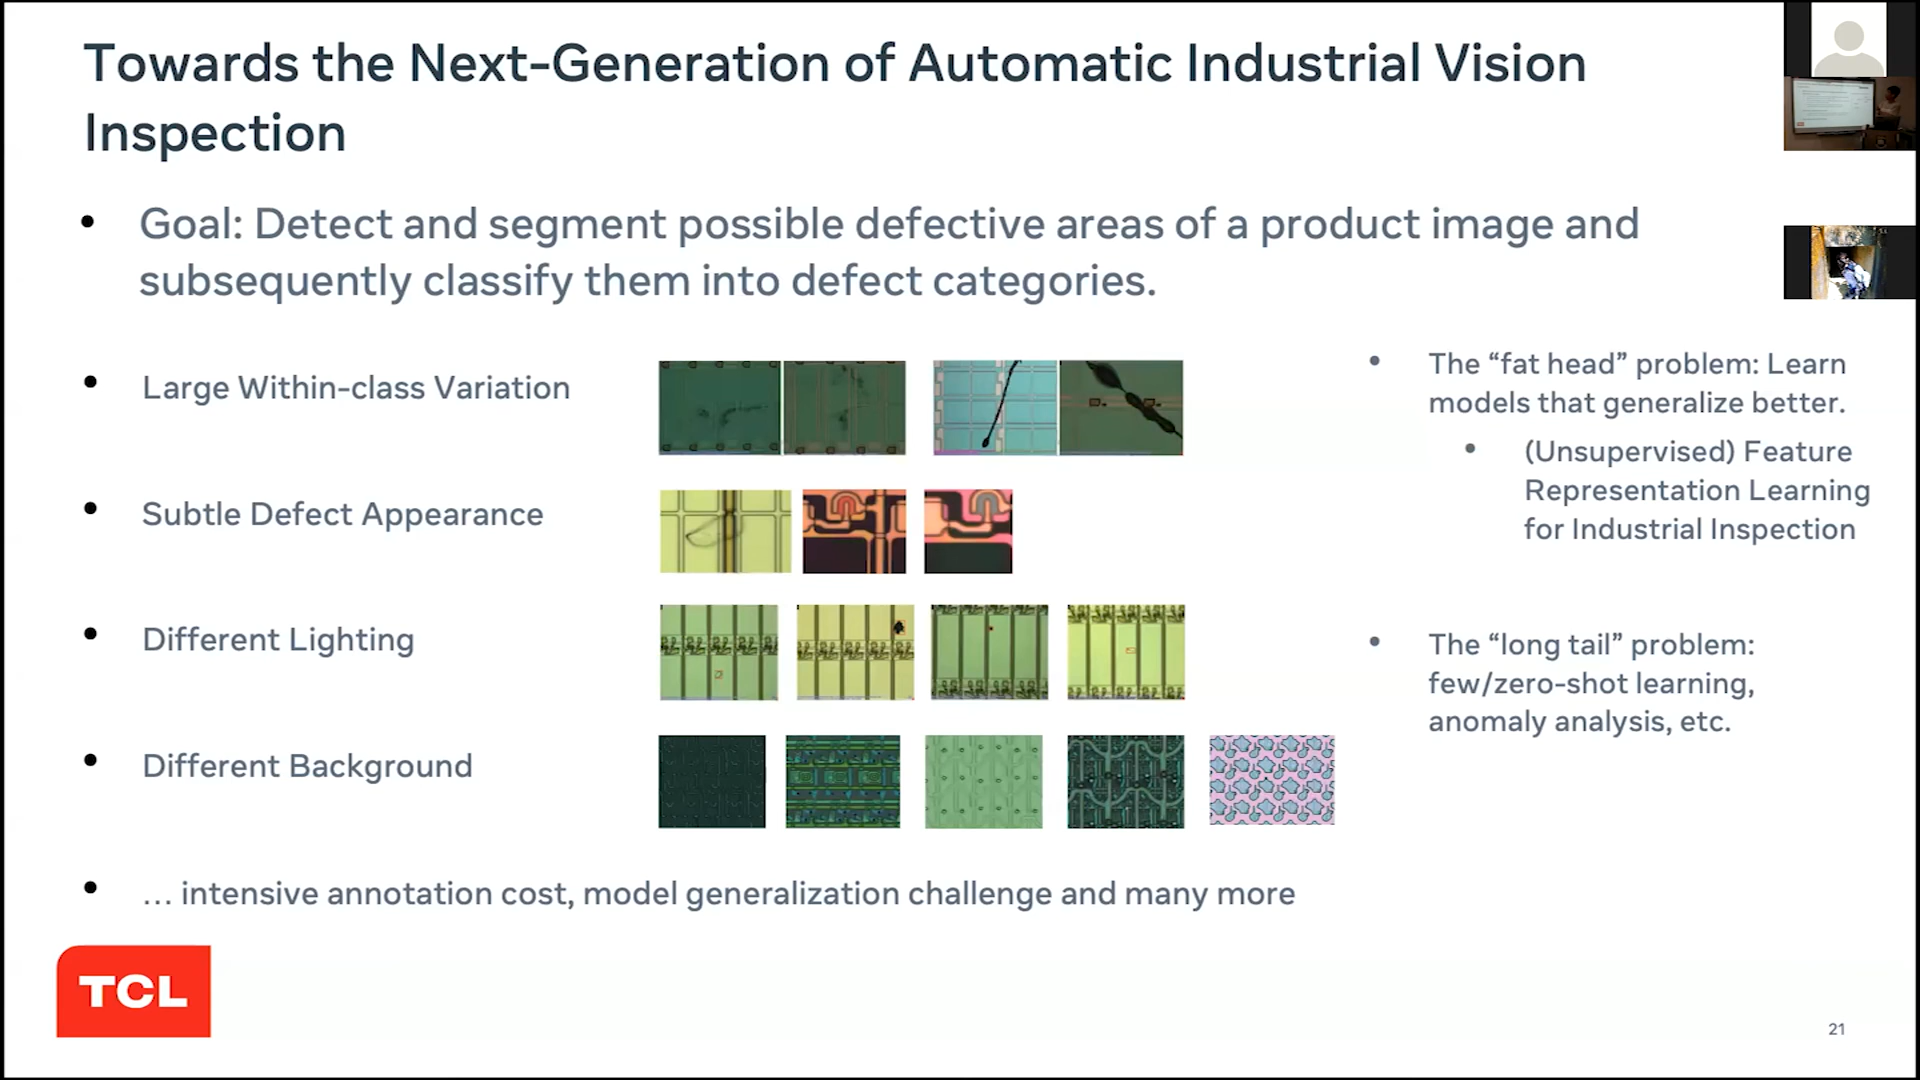 Towards the Next-Generation of Automatic Industrial Vision
Inspection
Goal: Detect and segment possible defective areas of a product image and
subsequently classify them into defect categories.
Large Within-class Variation
Subtle Defect Appearance
Different Lighting
Different Background
… intensive annotation cost, model generalization challenge and many more
The “fat head” problem: Learn
models that generalize better.
(Unsupervised) Feature
Representation Learning
for Industrial Inspection
The “long tail” problem:
few/zero-shot learning,
anomaly analysis, etc.
TCL
21